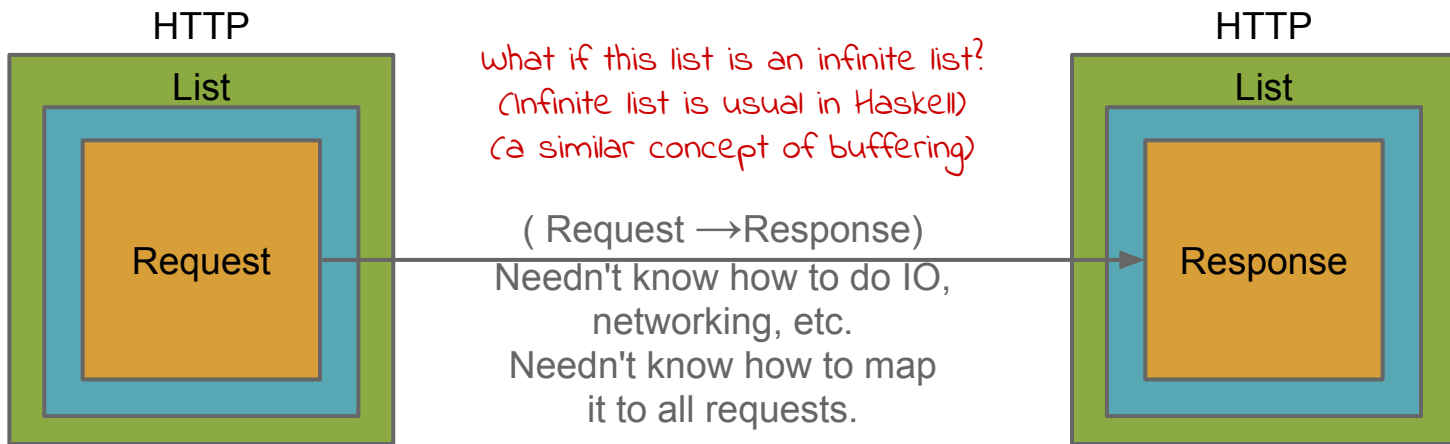 HTTP
List
Request
What if this list is an infinite list?
(Infinite list is usual in Haskell)
(a similar concept of buffering)
( Request →Response)
Needn't know how to do IO,
networking, etc.
Needn't know how to map
it to all requests.
HTTP
List
Response